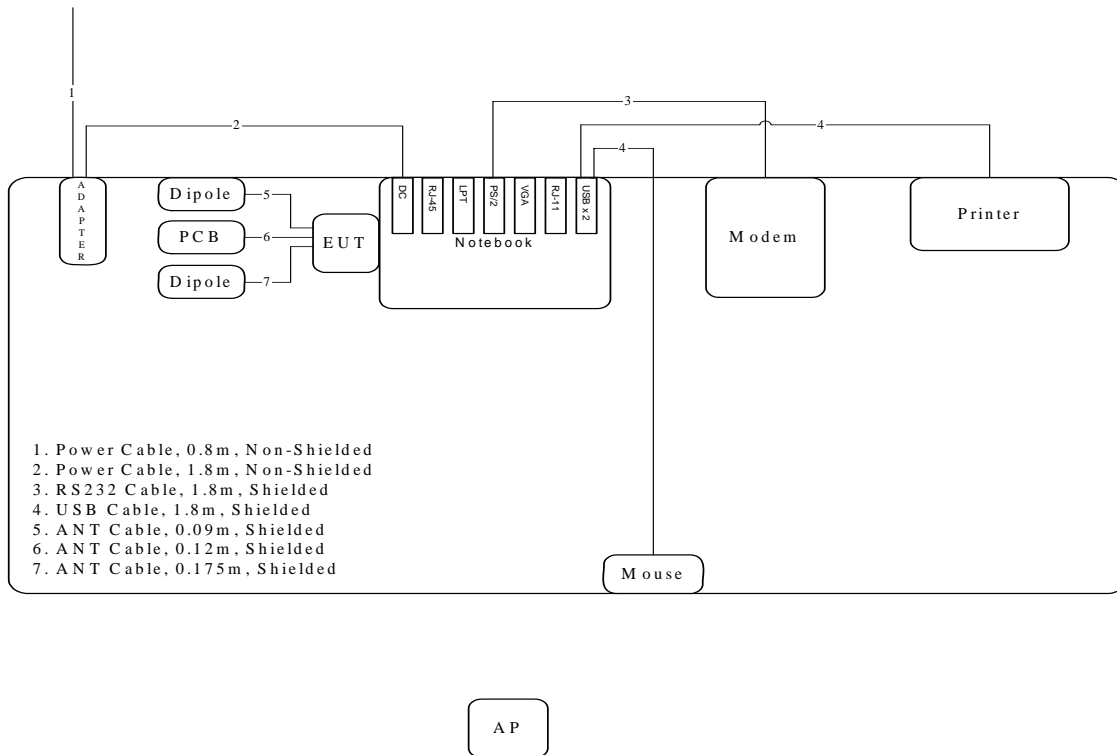 1
2
3
4
4
ADAPTER
Dipole
5
PCB
6
Dipole
7
EUT
DC
RJ-45
LPT
PS/2
VGA
RJ-11
USB x 2
Notebook
Modem
Printer
1. Power Cable, 0.8m, Non-Shielded
2. Power Cable, 1.8m, Non-Shielded
3. RS232 Cable, 1.8m, Shielded
4. USB Cable, 1.8m, Shielded
5. ANT Cable, 0.09m, Shielded
6. ANT Cable, 0.12m, Shielded
7. ANT Cable, 0.175m, Shielded
Mouse
AP